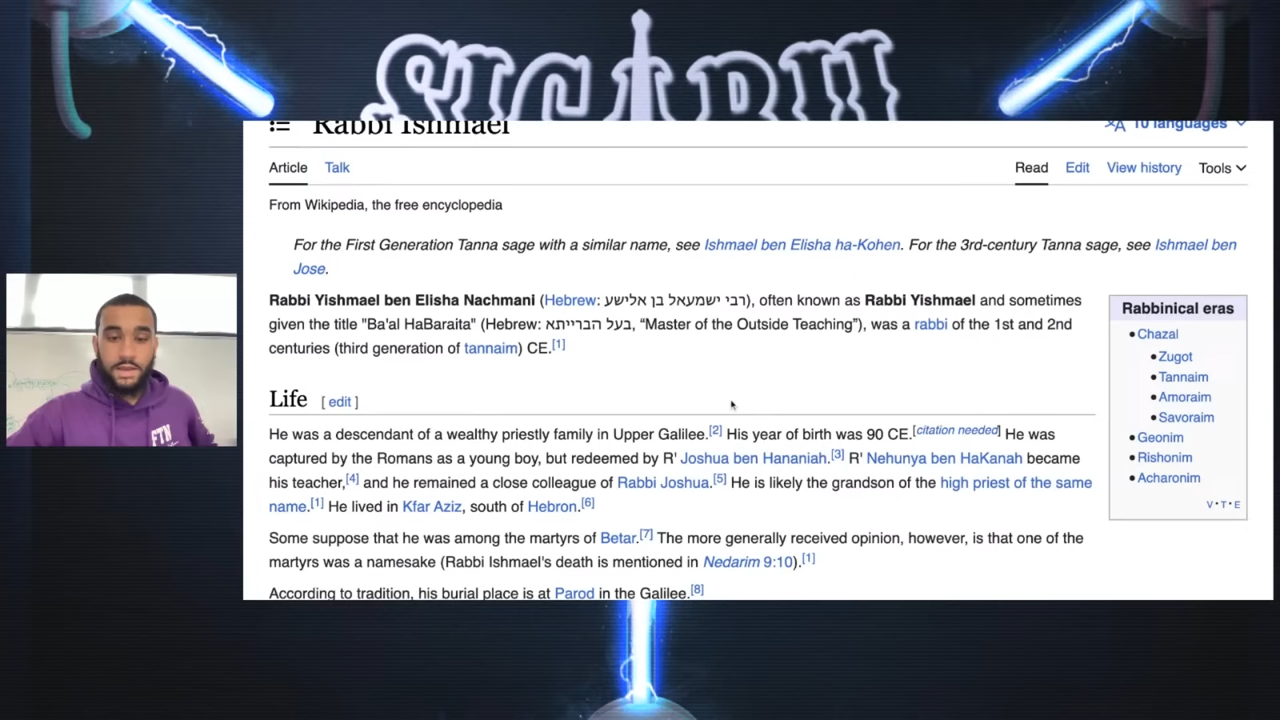 SICARII
Rabbi Ishmael
10 languages
Article Talk Read Edit View history Tools
From Wikipedia, the free encyclopedia
For the First Generation Tanna sage with a similar name, see Ishmael ben Elisha ha-Kohen. For the 3rd-century Tanna sage, see Ishmael ben
Jose.
Rabbi Yishmael ben Elisha Nachmani (Hebrew: רבי ישמעאל בן אלישע), often known as Rabbi Yishmael and sometimes
given the title "Ba'al HaBaraita" (Hebrew: בעל הברייתא, “Master of the Outside Teaching”), was a rabbi of the 1st and 2nd
centuries (third generation of tannaim) CE.[1]
Life [ edit ]
He was a descendant of a wealthy priestly family in Upper Galilee.[2] His year of birth was 90 CE.[citation needed] He was
captured by the Romans as a young boy, but redeemed by R' Joshua ben Hananiah.[3] R' Nehunya ben HaKanah became
his teacher,[4] and he remained a close colleague of Rabbi Joshua.[5] He is likely the grandson of the high priest of the same
name.[1] He lived in Kfar Aziz, south of Hebron.[6]
Some suppose that he was among the martyrs of Betar.[7] The more generally received opinion, however, is that one of the
martyrs was a namesake (Rabbi Ishmael's death is mentioned in Nedarim 9:10).[1]
According to tradition, his burial place is at Parod in the Galilee.[8]
Rabbinical eras
Chazal
Zugot
Tannaim
Amoraim
Savoraim
Geonim
Rishonim
Acharonim
V · T · E
FTN